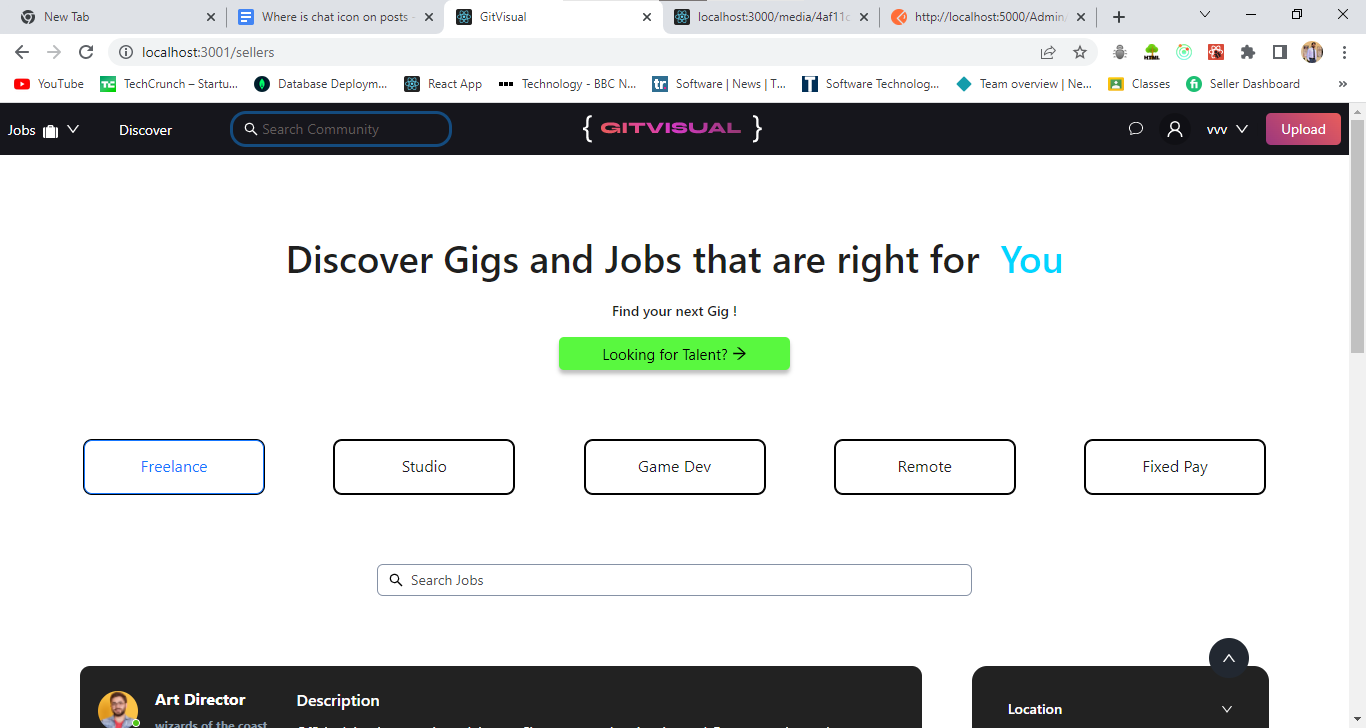 New Tab
Where is chat icon on posts -
GitVisual
localhost:3000/media/4af11c
http://localhost:5000/Admin/
localhost:3001/sellers
HTML
YouTube
TechCrunch – Startu...
Database Deploym...
React App
Technology - BBC N...
Software | News | T...
Software Technolog...
Team overview | Ne...
Classes
Seller Dashboard
»
Jobs
Discover
Search Community
{ GITVISUAL }
vvv
Upload
Discover Gigs and Jobs that are right for You
Find your next Gig !
Looking for Talent?
Freelance
Studio
Game Dev
Remote
Fixed Pay
Search Jobs
Art Director
wizards of the coast
Description
Location